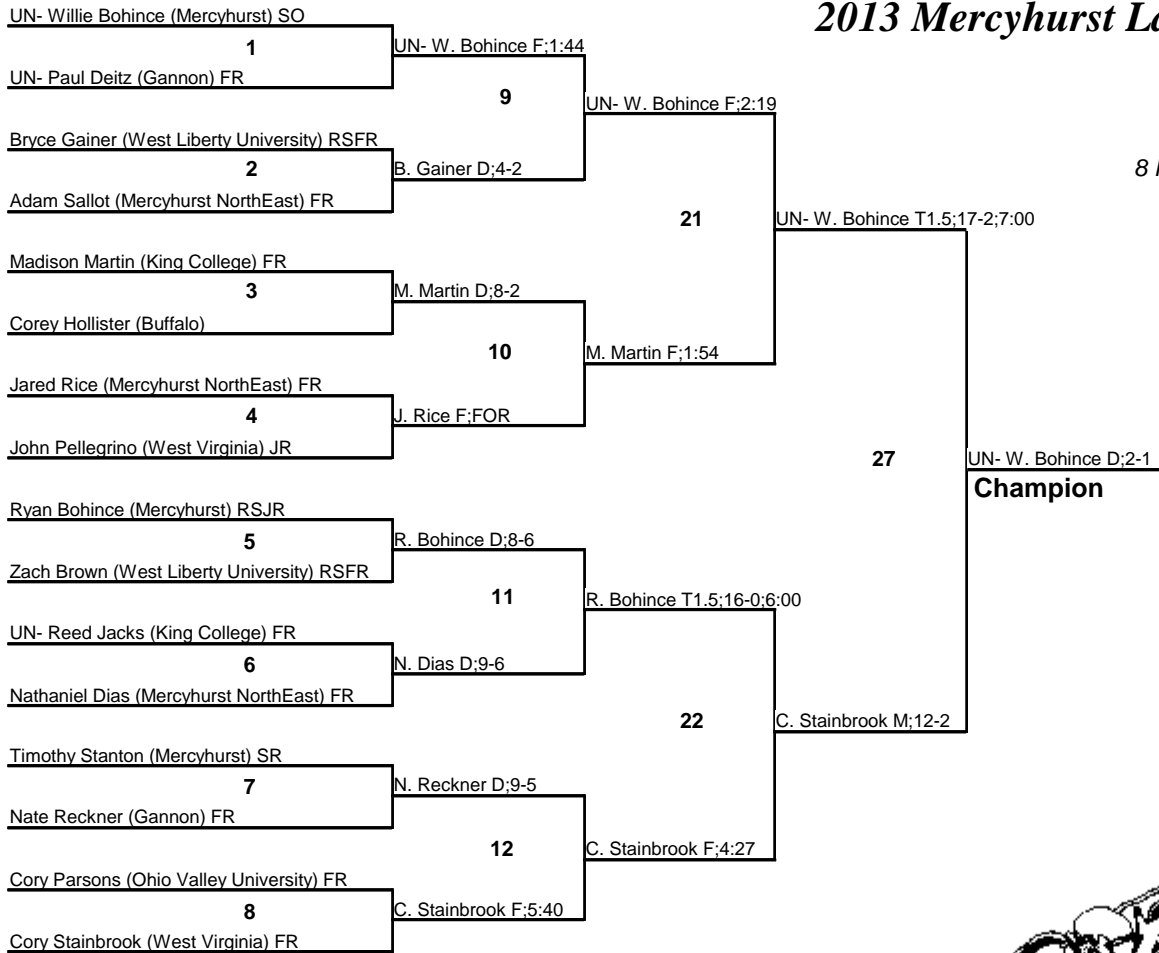 2013 Mercyhurst La
8
UN- Willie Bohince (Mercyhurst) SO
1
UN- Paul Deitz (Gannon) FR
UN- W. Bohince F;1:44
9
Bryce Gainer (West Liberty University) RSFR
2
Adam Sallot (Mercyhurst NorthEast) FR
B. Gainer D;4-2
UN- W. Bohince F;2:19
21
Madison Martin (King College) FR
3
Corey Hollister (Buffalo)
M. Martin D;8-2
10
Jared Rice (Mercyhurst NorthEast) FR
4
John Pellegrino (West Virginia) JR
J. Rice F;FOR
M. Martin F;1:54
UN- W. Bohince T1.5;17-2;7:00
27
Ryan Bohince (Mercyhurst) RSJR
5
Zach Brown (West Liberty University) RSFR
R. Bohince D;8-6
11
UN- Reed Jacks (King College) FR
6
Nathaniel Dias (Mercyhurst NorthEast) FR
N. Dias D;9-6
R. Bohince T1.5;16-0;6:00
22
Timothy Stanton (Mercyhurst) SR
7
Nate Reckner (Gannon) FR
N. Reckner D;9-5
12
Cory Parsons (Ohio Valley University) FR
8
Cory Stainbrook (West Virginia) FR
C. Stainbrook F;5:40
C. Stainbrook F;4:27
C. Stainbrook M;12-2
UN- W. Bohince D;2-1
Champion